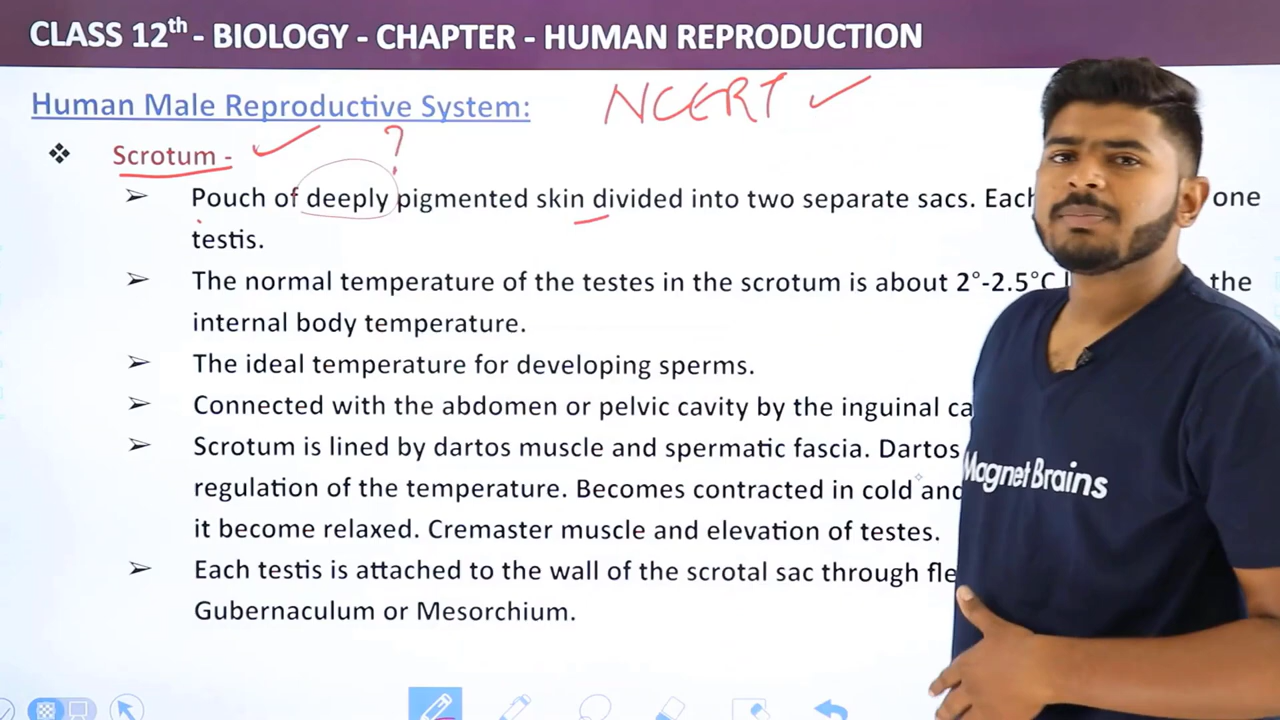 CLASS 12th - BIOLOGY - CHAPTER - HUMAN REPRODUCTION
Human Male Reproductive System:
NCERT
?
Scrotum -
Pouch of deeply pigmented skin divided into two separate sacs. Each one
testis.
The normal temperature of the testes in the scrotum is about 2°-2.5°C the
internal body temperature.
The ideal temperature for developing sperms.
Connected with the abdomen or pelvic cavity by the inguinal
Scrotum is lined by dartos muscle and spermatic fascia. Dartos
regulation of the temperature. Becomes contracted in cold and
it become relaxed. Cremaster muscle and elevation of testes.
Each testis is attached to the wall of the scrotal sac through
Gubernaculum or Mesorchium.
Magnet Brains